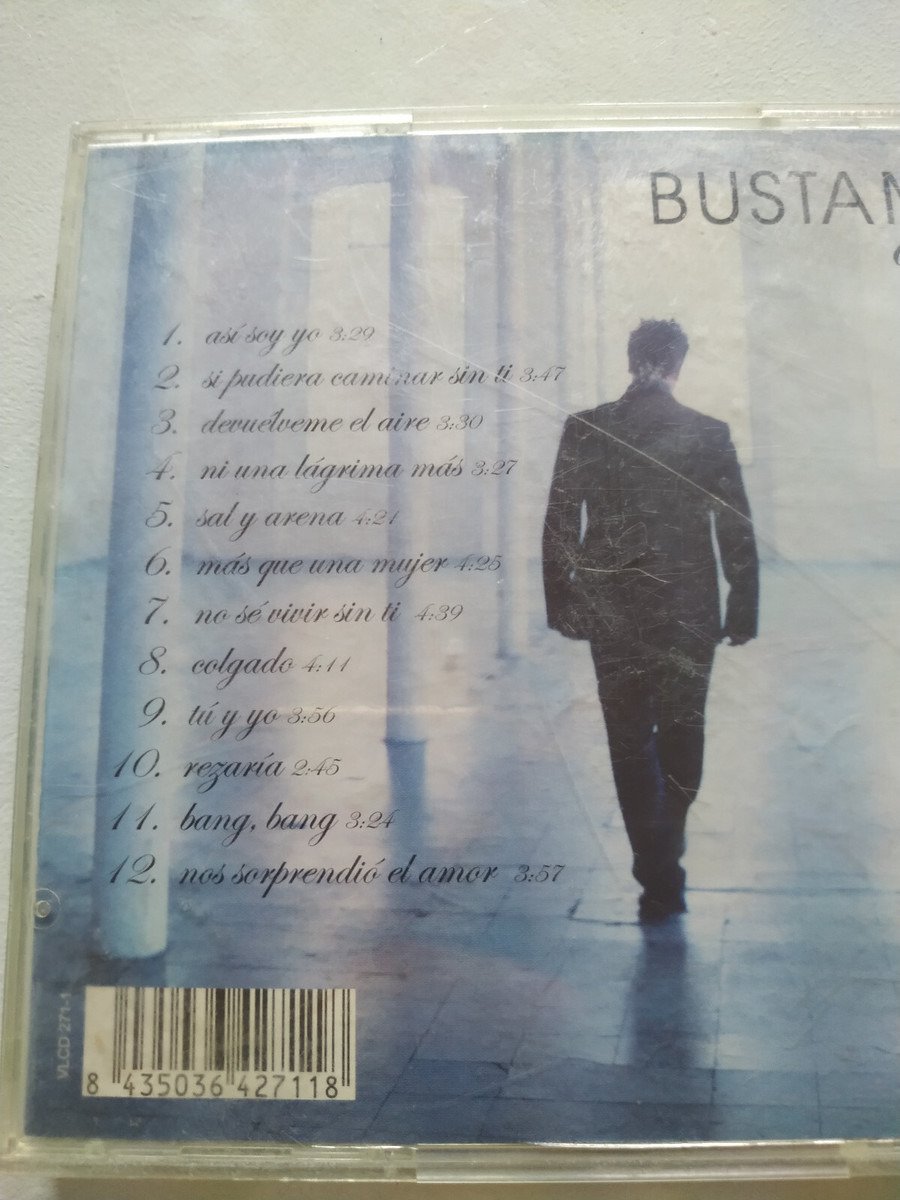 BUSTAM
1. así soy yo 3:29
2. si pudiera caminar sin ti 3:47
3. devuélveme el aire 3:30
4. ni una lágrima más 3:27
5. sal y arena 4:21
6. más que una mujer 4:25
7. no sé vivir sin ti 4:39
8. colgado 4:11
9. tú y yo 3:56
10. rezaría 2:45
11. bang, bang 3:24
12. nos sorprendió el amor 3:57
VLCD 271-1
8 435036 427118